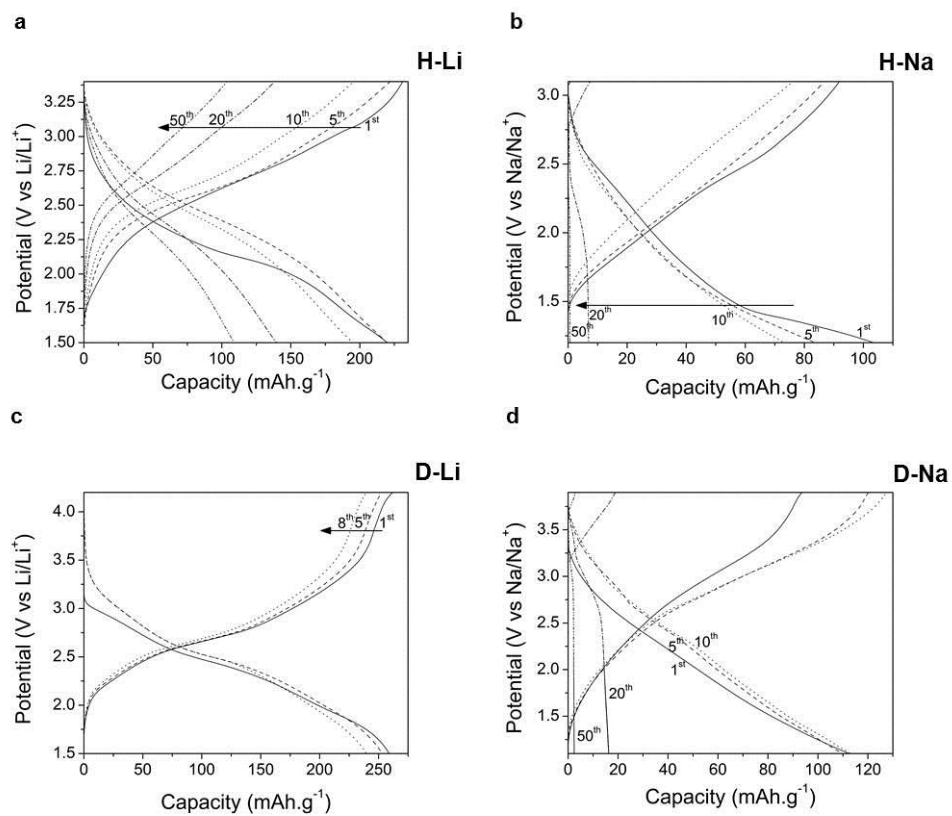 a
H-Li
Potential (V vs Li/Li⁺)
3.25
3.00
2.75
2.50
2.25
2.00
1.75
1.50
50th 20th 10th 5th 1st
0 50 100 150 200
Capacity (mAh.g⁻¹)
b
H-Na
Potential (V vs Na/Na⁺)
3.0
2.5
2.0
1.5
50th 20th 10th 5th 1st
0 20 40 60 80 100
Capacity (mAh.g⁻¹)
c
D-Li
Potential (V vs Li/Li⁺)
4.0
3.5
3.0
2.5
2.0
1.5
8th 5th 1st
0 50 100 150 200 250
Capacity (mAh.g⁻¹)
d
D-Na
Potential (V vs Na/Na⁺)
3.5
3.0
2.5
2.0
1.5
5th 10th
1st
20th
50th
0 20 40 60 80 100 120
Capacity (mAh.g⁻¹)